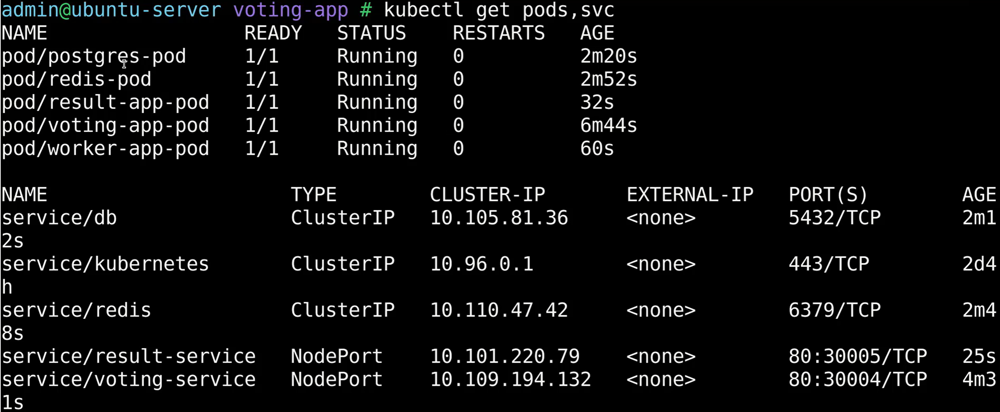 admin@ubuntu-server voting-app # kubectl get pods,svc
NAME                 READY   STATUS    RESTARTS   AGE
pod/postgres-pod     1/1     Running   0          2m20s
pod/redis-pod        1/1     Running   0          2m52s
pod/result-app-pod   1/1     Running   0          32s
pod/voting-app-pod   1/1     Running   0          6m44s
pod/worker-app-pod   1/1     Running   0          60s

NAME                     TYPE        CLUSTER-IP       EXTERNAL-IP   PORT(S)        AGE
service/db               ClusterIP   10.105.81.36     <none>        5432/TCP       2m1
2s
service/kubernetes       ClusterIP   10.96.0.1        <none>        443/TCP        2d4
h
service/redis            ClusterIP   10.110.47.42     <none>        6379/TCP       2m4
8s
service/result-service   NodePort    10.101.220.79    <none>        80:30005/TCP   25s
service/voting-service   NodePort    10.109.194.132   <none>        80:30004/TCP   4m3
1s